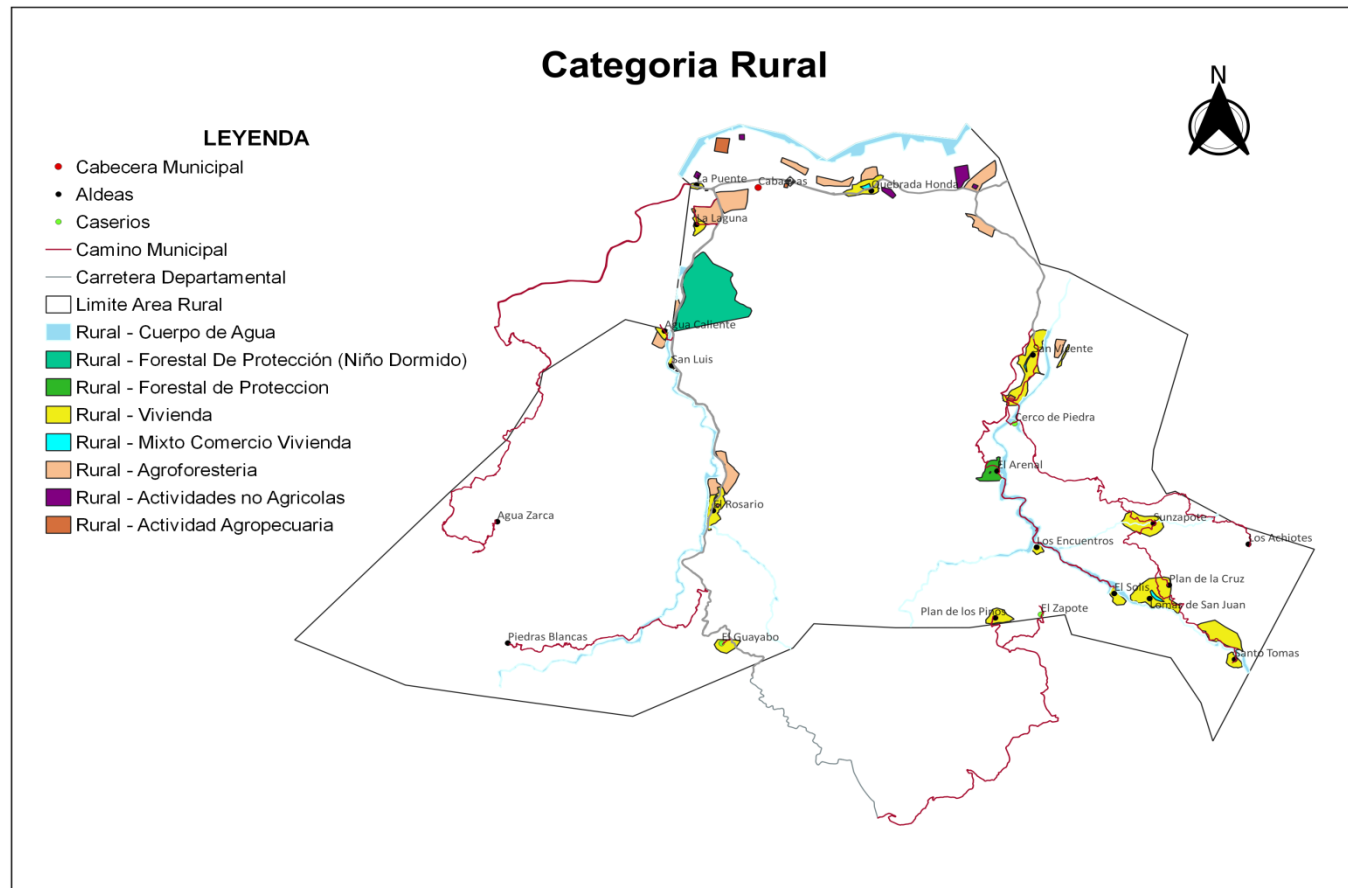 Categoria Rural
N
LEYENDA
Cabecera Municipal
Aldeas
Caserios
Camino Municipal
Carretera Departamental
Limite Area Rural
Rural - Cuerpo de Agua
Rural - Forestal De Protección (Niño Dormido)
Rural - Forestal de Proteccion
Rural - Vivienda
Rural - Mixto Comercio Vivienda
Rural - Agroforesteria
Rural - Actividades no Agricolas
Rural - Actividad Agropecuaria
La Puente
Cabañas
Quebrada Honda
La Laguna
Agua Caliente
San Luis
San Vicente
Cerco de Piedra
El Arenal
El Rosario
Agua Zarca
Sunzapote
Los Achiotes
Los Encuentros
Plan de la Cruz
El Solis
Lomas de San Juan
Plan de los Pinos
El Zapote
Piedras Blancas
El Guayabo
Santo Tomas